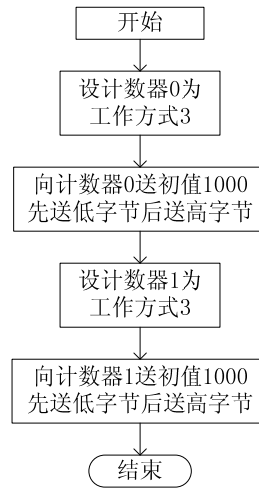 开始
设计数器0为
工作方式3
向计数器0送初值1000
先送低字节后送高字节
设计数器1为
工作方式3
向计数器1送初值1000
先送低字节后送高字节
结束